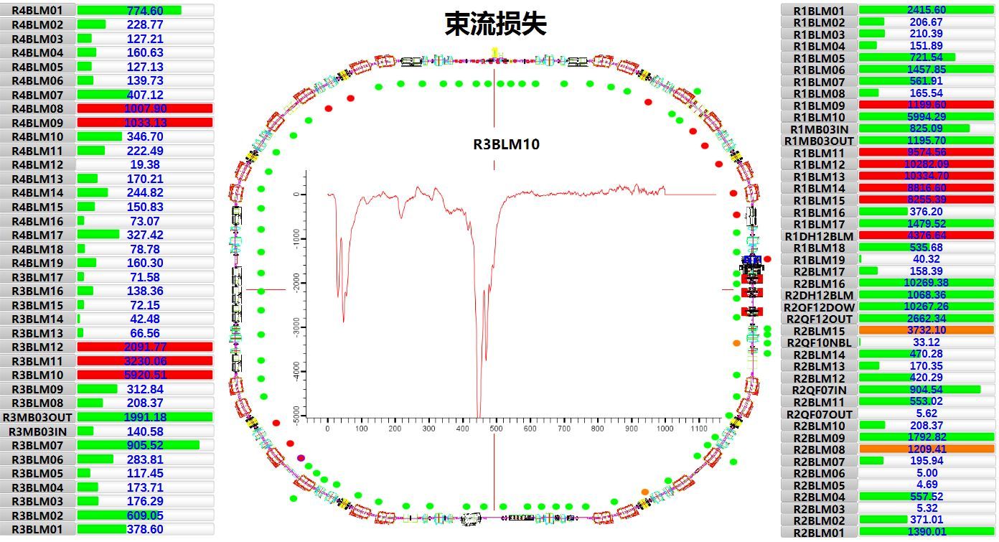 束流损失
R4BLM01 774.60
R4BLM02 228.77
R4BLM03 127.21
R4BLM04 160.63
R4BLM05 127.13
R4BLM06 139.73
R4BLM07 407.12
R4BLM08 1007.90
R4BLM09 1033.13
R4BLM10 346.70
R4BLM11 222.49
R4BLM12 19.38
R4BLM13 170.21
R4BLM14 244.82
R4BLM15 150.83
R4BLM16 73.07
R4BLM17 327.42
R4BLM18 78.78
R4BLM19 160.30
R3BLM17 71.58
R3BLM16 138.36
R3BLM15 72.15
R3BLM14 42.48
R3BLM13 66.56
R3BLM12 2091.77
R3BLM11 3230.06
R3BLM10 5920.51
R3BLM09 312.84
R3BLM08 208.37
R3MB03OUT 1991.18
R3MB03IN 140.58
R3BLM07 905.52
R3BLM06 283.81
R3BLM05 117.45
R3BLM04 173.71
R3BLM03 176.29
R3BLM02 609.05
R3BLM01 378.60
R3BLM10
0
-1000
-2000
-3000
-4000
-5000
0 100 200 300 400 500 600 700 800 900 1000 1100
R1BLM01 2415.60
R1BLM02 206.67
R1BLM03 210.39
R1BLM04 151.89
R1BLM05 721.54
R1BLM06 1457.85
R1BLM07 561.91
R1BLM08 165.54
R1BLM09 1199.60
R1BLM10 5994.29
R1MB03IN 825.09
R1MB03OUT 1195.70
R1BLM11 9574.56
R1BLM12 10282.09
R1BLM13 10334.70
R1BLM14 8816.60
R1BLM15 8255.39
R1BLM16 376.20
R1BLM17 1479.52
R1DH12BLM 4376.64
R1BLM18 535.68
R1BLM19 40.32
R2BLM17 158.39
R2BLM16 10269.38
R2DH12BLM 1068.36
R2QF12DOW 10267.26
R2QF12OUT 2662.34
R2BLM15 3732.10
R2QF10NBL 33.12
R2BLM14 470.28
R2BLM13 170.35
R2BLM12 420.29
R2QF07IN 904.54
R2BLM11 553.02
R2QF07OUT 5.62
R2BLM10 208.37
R2BLM09 1792.82
R2BLM08 1209.41
R2BLM07 195.94
R2BLM06 5.00
R2BLM05 4.69
R2BLM04 557.52
R2BLM03 5.32
R2BLM02 371.01
R2BLM01 1390.01